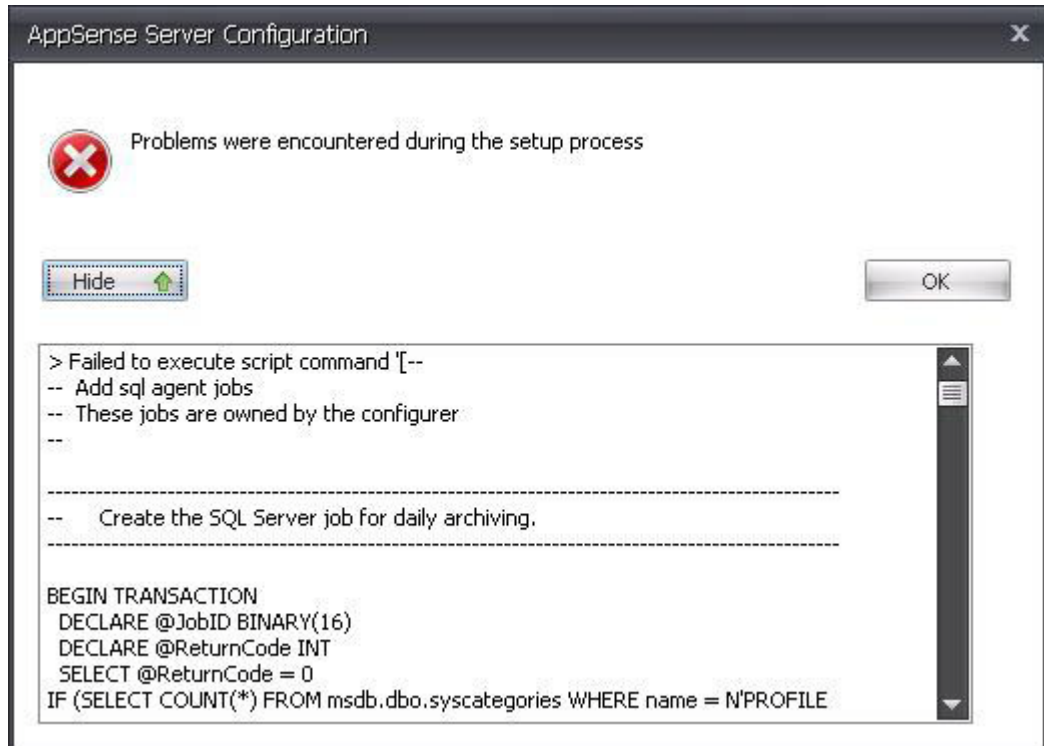 AppSense Server Configuration
x
Problems were encountered during the setup process
Hide
OK
> Failed to execute script command '[--
-- Add sql agent jobs
-- These jobs are owned by the configurer
--
---------------------------------------------------------------------------------------------------
-- Create the SQL Server job for daily archiving.
---------------------------------------------------------------------------------------------------
BEGIN TRANSACTION
DECLARE @JobID BINARY(16)
DECLARE @ReturnCode INT
SELECT @ReturnCode = 0
IF (SELECT COUNT(*) FROM msdb.dbo.syscategories WHERE name = N'PROFILE